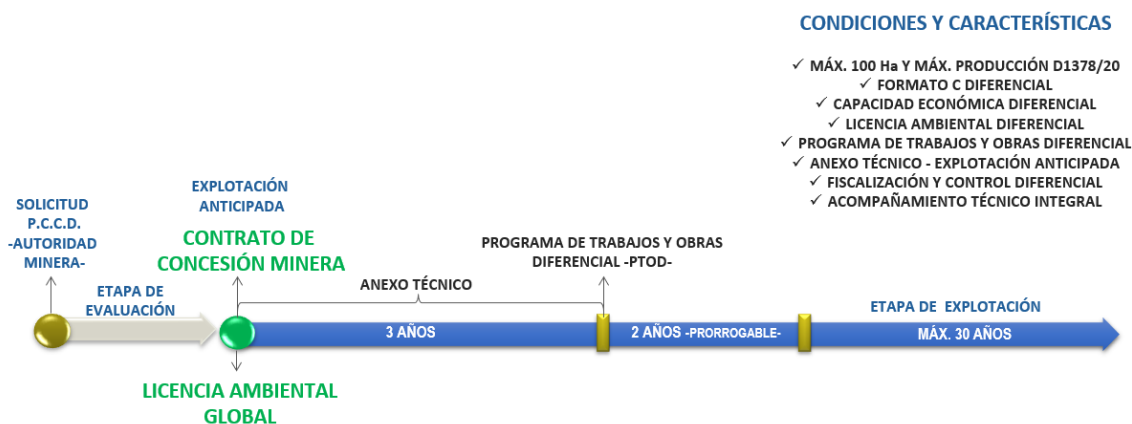 CONDICIONES Y CARACTERÍSTICAS
✓ MÁX. 100 Ha Y MÁX. PRODUCCIÓN D1378/20
✓ FORMATO C DIFERENCIAL
✓ CAPACIDAD ECONÓMICA DIFERENCIAL
✓ LICENCIA AMBIENTAL DIFERENCIAL
✓ PROGRAMA DE TRABAJOS Y OBRAS DIFERENCIAL
✓ ANEXO TÉCNICO - EXPLOTACIÓN ANTICIPADA
✓ FISCALIZACIÓN Y CONTROL DIFERENCIAL
✓ ACOMPAÑAMIENTO TÉCNICO INTEGRAL
SOLICITUD
P.C.C.D.
-AUTORIDAD
MINERA-
ETAPA DE
EVALUACIÓN
EXPLOTACIÓN
ANTICIPADA
CONTRATO DE
CONCESIÓN MINERA
ANEXO TÉCNICO
PROGRAMA DE TRABAJOS Y OBRAS
DIFERENCIAL -PTOD-
ETAPA DE EXPLOTACIÓN
3 AÑOS
2 AÑOS -PRORROGABLE-
MÁX. 30 AÑOS
LICENCIA AMBIENTAL
GLOBAL